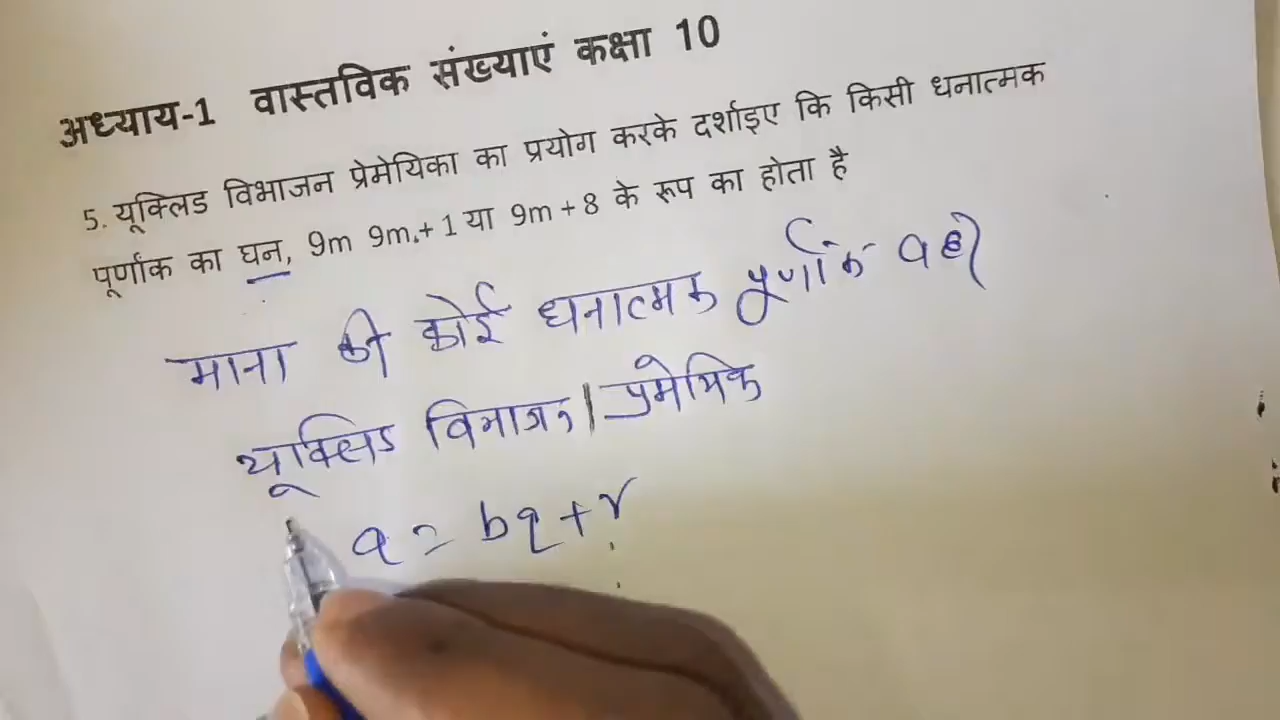 अध्याय-1 वास्तविक संख्याएं कक्षा 10
5. यूक्लिड विभाजन प्रेमेयिका का प्रयोग करके दर्शाइए कि किसी धनात्मक
पूर्णांक का घन, 9m 9m,+ 1 या 9m + 8 के रूप का होता है
माना की कोई धनात्मक पूर्णांक a है
यूक्लिड विभाजन प्रमेयिके
a = bq + r